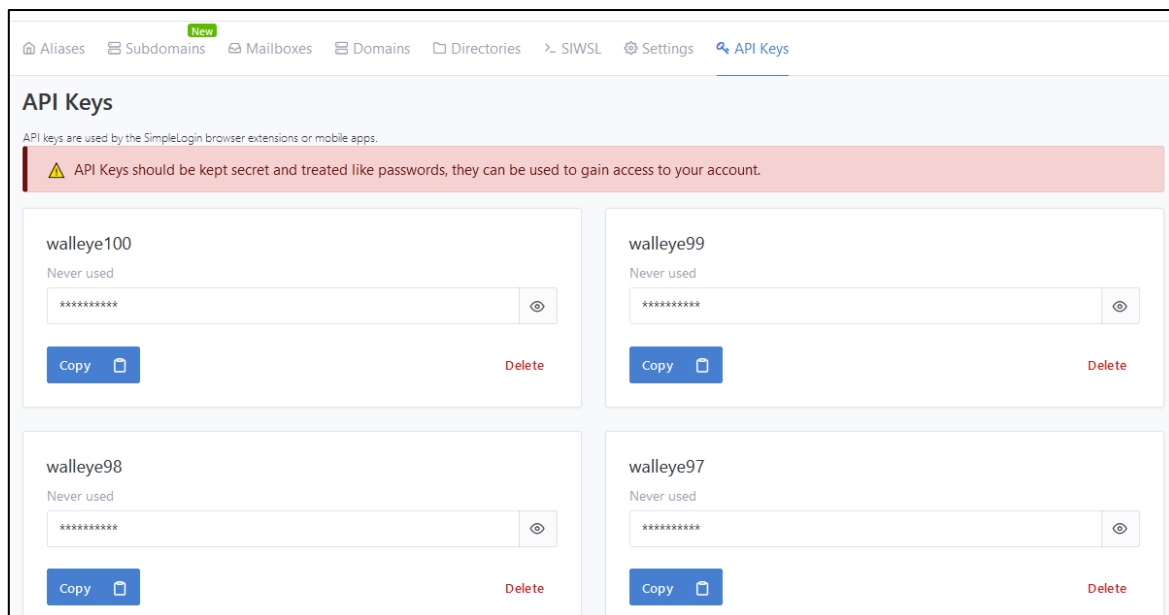 New
Aliases Subdomains Mailboxes Domains Directories SIWSL Settings API Keys
API Keys
API keys are used by the SimpleLogin browser extensions or mobile apps.
API Keys should be kept secret and treated like passwords, they can be used to gain access to your account.
walleye100
Never used
**********
Copy Delete
walleye99
Never used
**********
Copy Delete
walleye98
Never used
**********
Copy Delete
walleye97
Never used
**********
Copy Delete